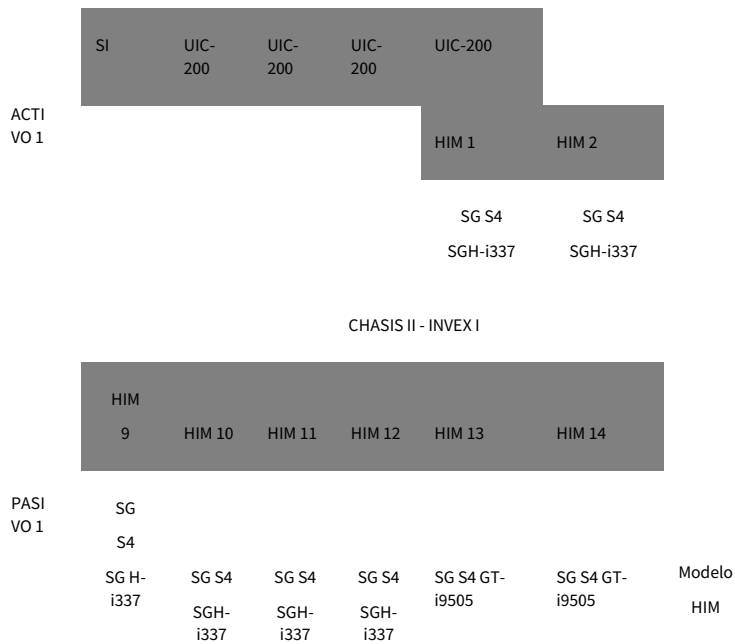 SI UIC- UIC- UIC- UIC-200
200 200 200
ACTI
VO 1
HIM 1 HIM 2
SG S4 SG S4
SGH-i337 SGH-i337
CHASIS II - INVEX I
HIM
9 HIM 10 HIM 11 HIM 12 HIM 13 HIM 14
PASI
VO 1
SG
S4
SG H- SG S4 SG S4 SG S4 SG S4 GT- SG S4 GT- Modelo
i337 SGH- SGH- SGH- i9505 i9505 HIM
i337 i337 i337